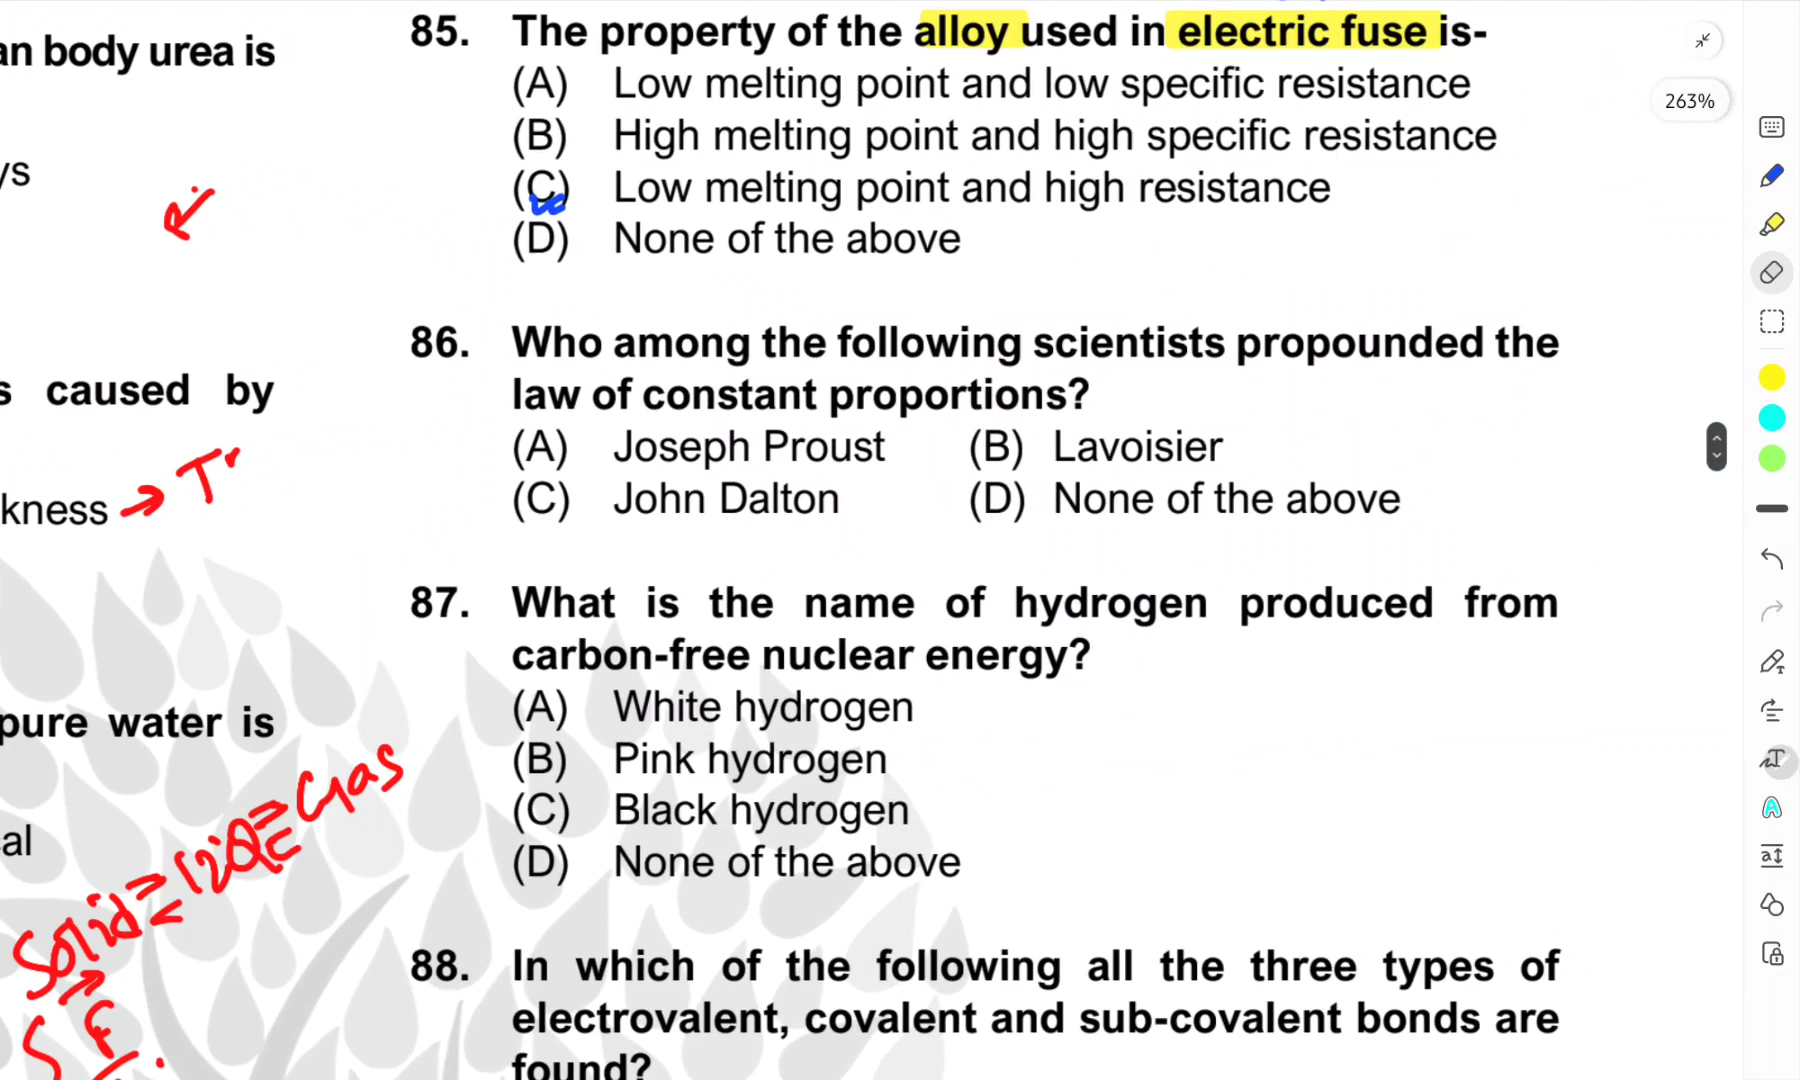 an body urea is
ys
s caused by
kness → T
pure water is
al
Solid
Gas
85. The property of the alloy used in electric fuse is-
(A) Low melting point and low specific resistance
(B) High melting point and high specific resistance
(C) Low melting point and high resistance
(D) None of the above
86. Who among the following scientists propounded the
law of constant proportions?
(A) Joseph Proust (B) Lavoisier
(C) John Dalton (D) None of the above
87. What is the name of hydrogen produced from
carbon-free nuclear energy?
(A) White hydrogen
(B) Pink hydrogen
(C) Black hydrogen
(D) None of the above
88. In which of the following all the three types of
electrovalent, covalent and sub-covalent bonds are
found?
263%